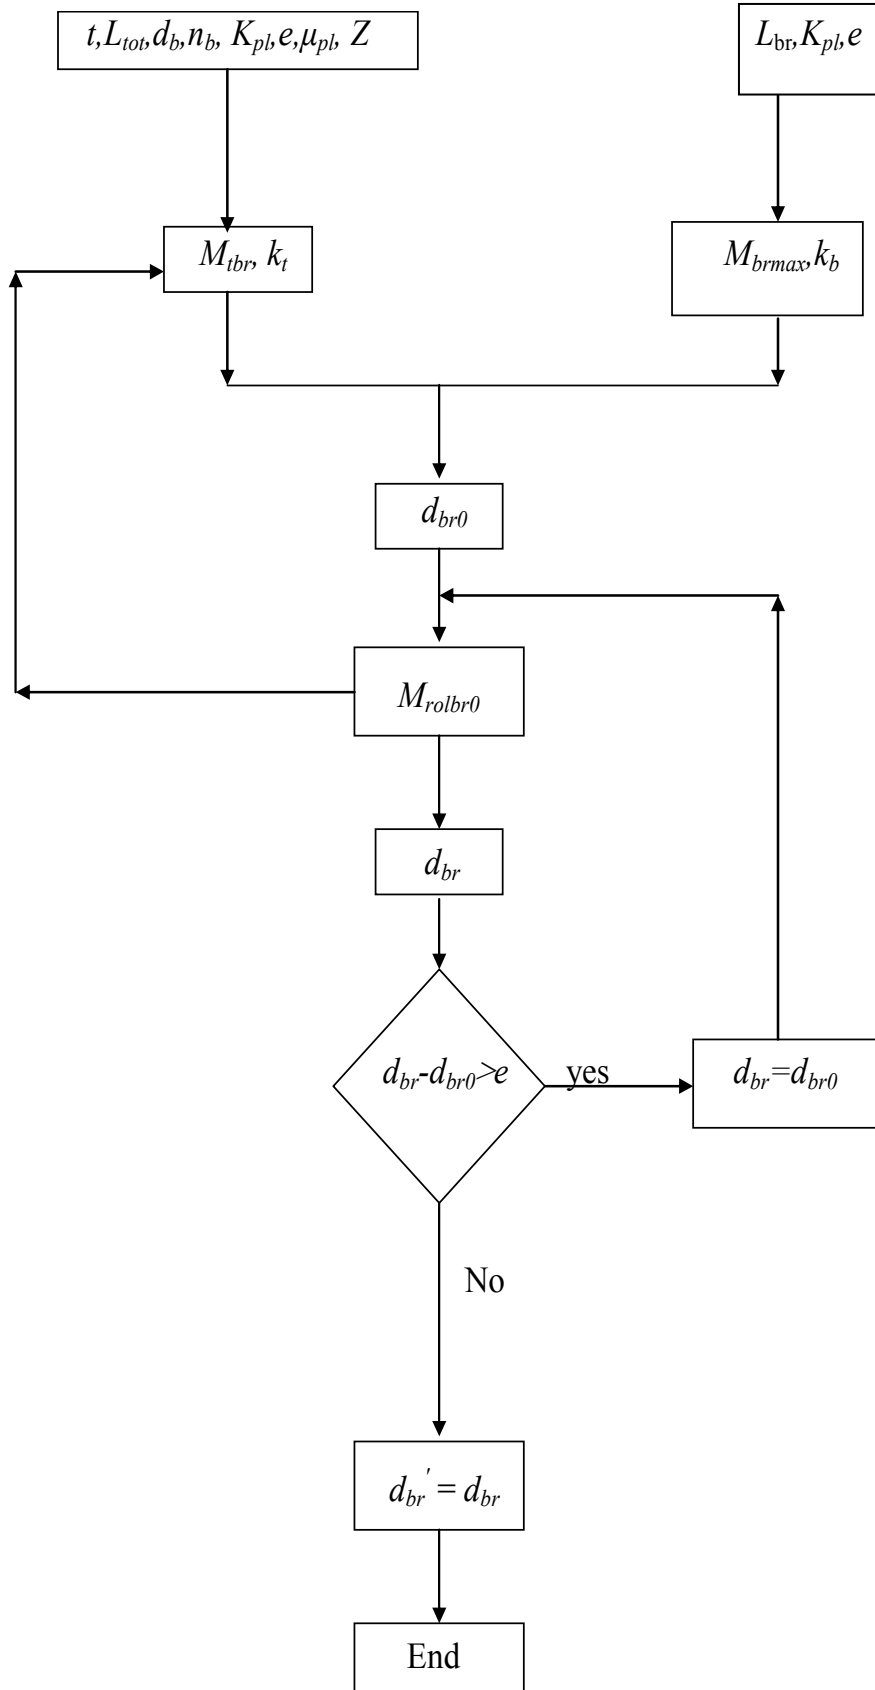 t,L_tot,d_b,n_b, K_pl,e,μ_pl, Z
L_br,K_pl,e
M_tbr, k_t
M_brmax,k_b
d_br0
M_rolbr0
d_br
d_br-d_br0>e
yes
d_br=d_br0
No
d_br' = d_br
End